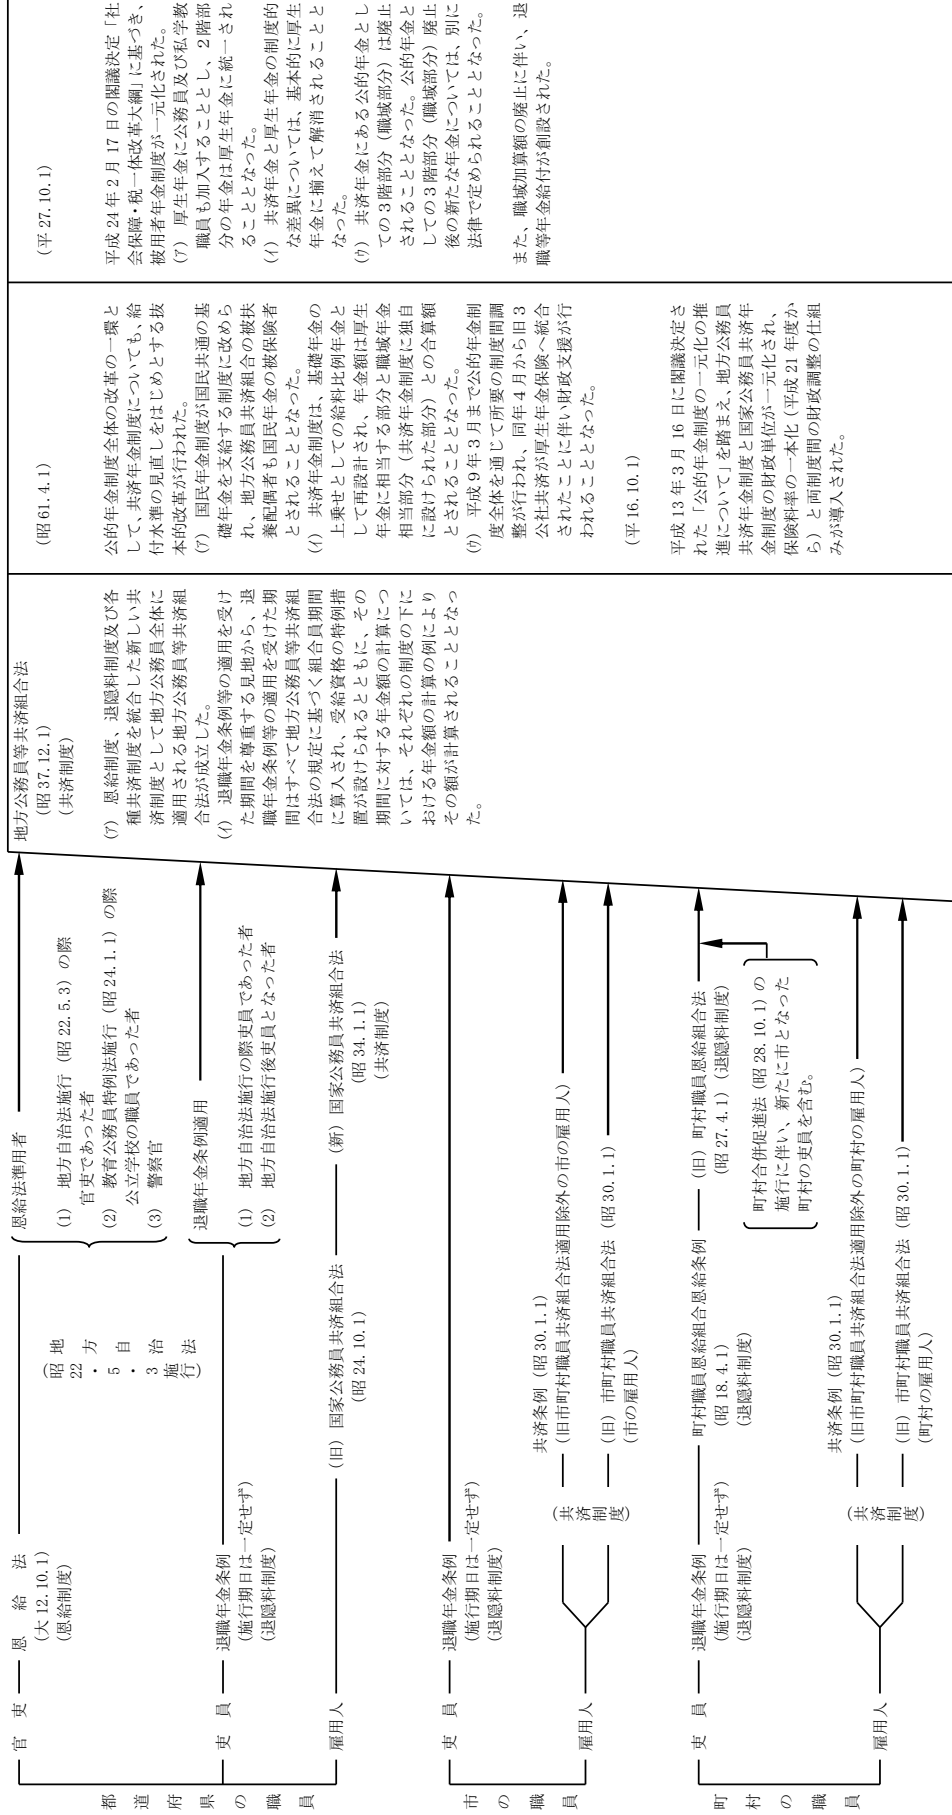 都道府県の職員
官　吏
恩　給　法
（大 12.10.1）
（恩給制度）
（昭22・5・3
地方自治法施行）
恩給法準用者
(1)　地方自治法施行（昭 22.5.3）の際
官吏であった者
(2)　教育公務員特例法施行（昭 24.1.1）の際
公立学校の職員であった者
(3)　警察官
吏　員
退職年金条例
（施行期日は一定せず）
（退隠料制度）
退職年金条例適用
(1)　地方自治法施行の際吏員であった者
(2)　地方自治法施行後吏員となった者
雇用人
（旧）国家公務員共済組合法
（昭 24.10.1）
（新）国家公務員共済組合法
（昭 34.1.1）
（共済制度）
市の職員
吏　員
退職年金条例
（施行期日は一定せず）
（退隠料制度）
雇用人
（共済制度）
共済条例（昭 30.1.1）
（旧市町村職員共済組合法適用除外の市の雇用人）
（旧）市町村職員共済組合法（昭 30.1.1）
（市の雇用人）
町村の職員
吏　員
退職年金条例
（施行期日は一定せず）
（退隠料制度）
町村職員恩給組合恩給条例
（昭 18.4.1）
（退隠料制度）
（旧）町村職員恩給組合法
（昭 27.4.1）（退隠料制度）
町村合併促進法（昭 28.10.1）の
施行に伴い、新たに市となった
町村の吏員を含む。
雇用人
（共済制度）
共済条例（昭 30.1.1）
（旧市町村職員共済組合法適用除外の町村の雇用人）
（旧）市町村職員共済組合法（昭 30.1.1）
（町村の雇用人）
地方公務員等共済組合法
（昭 37.12.1）
（共済制度）
(ｱ)　恩給制度、退隠料制度及び各
種共済制度を統合した新しい共
済制度として地方公務員全体に
適用される地方公務員等共済組
合法が成立した。
(ｲ)　退職年金条例等の適用を受け
た期間を尊重する見地から、退
職年金条例等の適用を受けた期
間はすべて地方公務員等共済組
合法の規定に基づく組合員期間
に算入され、受給資格の特例措
置が設けられるとともに、その
期間に対する年金額の計算につ
いては、それぞれの制度の下に
おける年金額の計算の例により
その額が計算されることとなっ
た。
（昭 61.4.1）
公的年金制度全体の改革の一環と
して、共済年金制度についても、給
付水準の見直しをはじめとする抜
本的改革が行われた。
(ｱ)　国民年金制度が国民共通の基
礎年金を支給する制度に改めら
れ、地方公務員共済組合の被扶
養配偶者も国民年金の被保険者
とされることとなった。
(ｲ)　共済年金制度は、基礎年金の
上乗せとしての給料比例年金と
して再設計され、年金額は厚生
年金に相当する部分と職域年金
相当部分（共済年金制度に独自
に設けられた部分）との合算額
とされることとなった。
(ｳ)　平成９年３月まで公的年金制
度全体を通じて所要の制度間調
整が行われ、同年４月から旧３
公社共済が厚生年金保険へ統合
されたことに伴い財政支援が行
われることとなった。
（平 16.10.1）
平成 13 年３月 16 日に閣議決定さ
れた「公的年金制度の一元化の推
進について」を踏まえ、地方公務員
共済年金制度と国家公務員共済年
金制度の財政単位が一元化され、
保険料率の一本化（平成 21 年度か
ら）と両制度間の財政調整の仕組
みが導入された。
（平 27.10.1）
平成 24 年２月 17 日の閣議決定「社
会保障・税一体改革大綱」に基づき、
被用者年金制度が一元化された。
(ｱ)　厚生年金に公務員及び私学教
職員も加入することとし、２階部
分の年金は厚生年金に統一され
ることとなった。
(ｲ)　共済年金と厚生年金の制度的
な差異については、基本的に厚生
年金に揃えて解消されることと
なった。
(ｳ)　共済年金にある公的年金とし
ての３階部分（職域部分）は廃止
されることとなった。公的年金と
しての３階部分（職域部分）廃止
後の新たな年金については、別に
法律で定められることとなった。
また、職域加算額の廃止に伴い、退
職等年金給付が創設された。